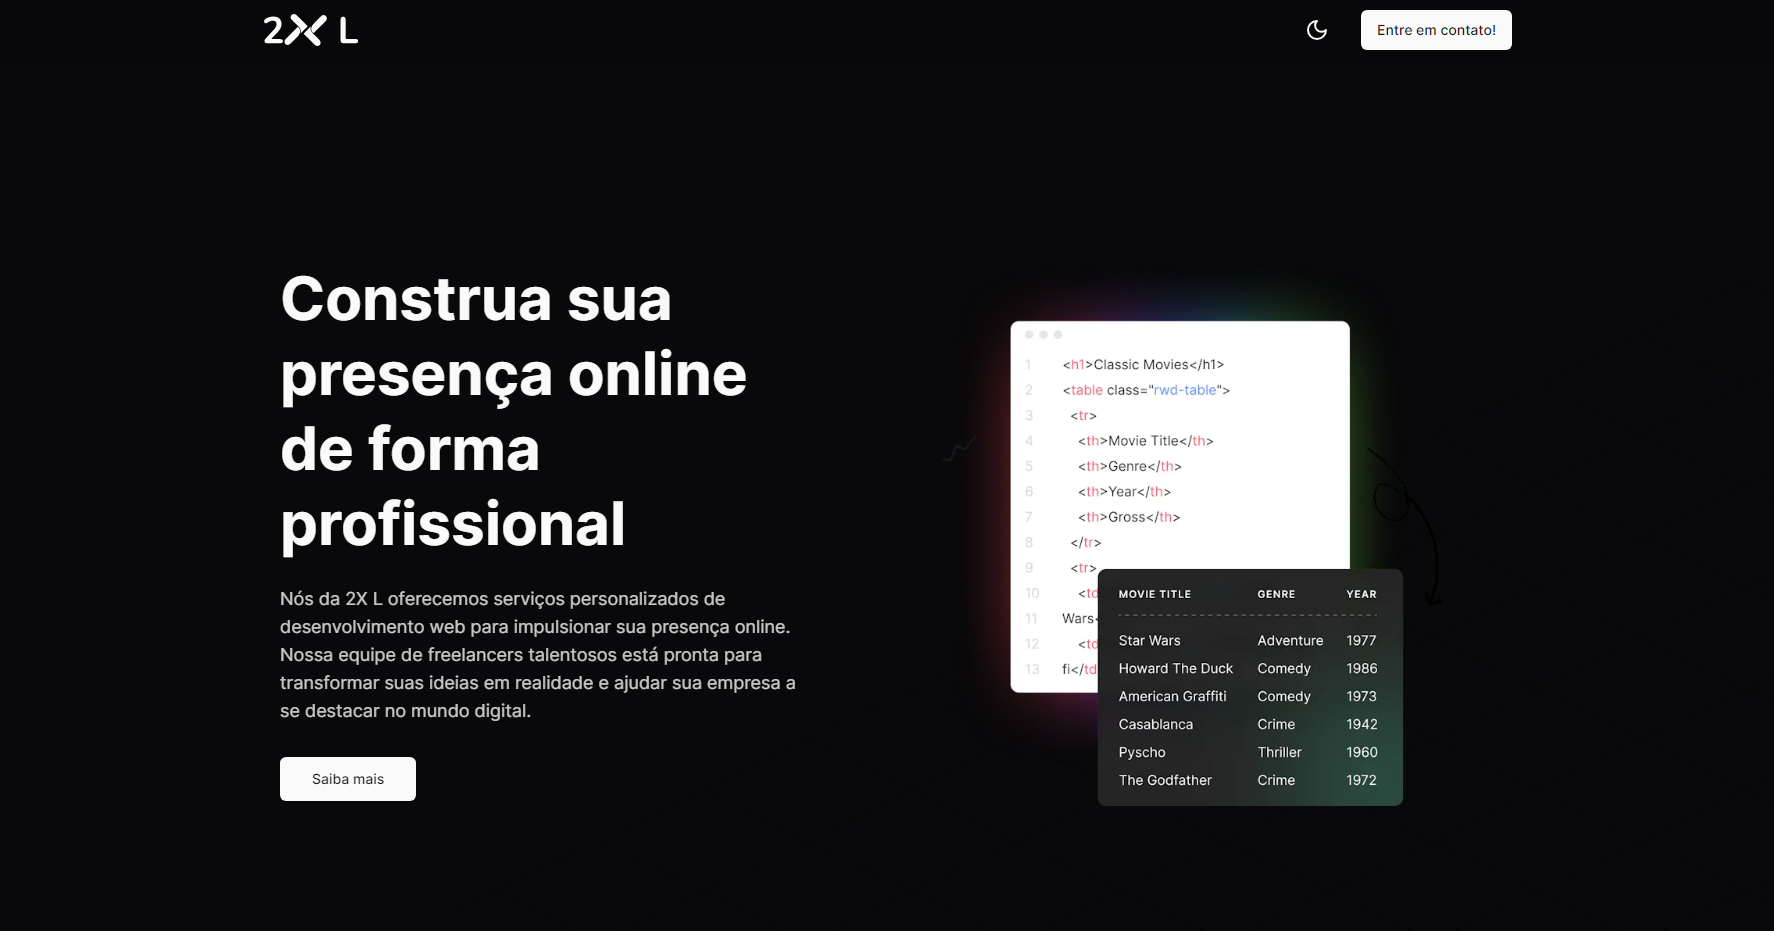 2X L
Entre em contato!
Construa sua
presença online
de forma
profissional
Nós da 2X L oferecemos serviços personalizados de
desenvolvimento web para impulsionar sua presença online.
Nossa equipe de freelancers talentosos está pronta para
transformar suas ideias em realidade e ajudar sua empresa a
se destacar no mundo digital.
Saiba mais
1 <h1>Classic Movies</h1>
2 <table class="rwd-table">
3 <tr>
4 <th>Movie Title</th>
5 <th>Genre</th>
6 <th>Year</th>
7 <th>Gross</th>
8 </tr>
9 <tr>
10 <td
11 Wars<
12 <td
13 fi</td
MOVIE TITLE GENRE YEAR
Star Wars Adventure 1977
Howard The Duck Comedy 1986
American Graffiti Comedy 1973
Casablanca Crime 1942
Pyscho Thriller 1960
The Godfather Crime 1972